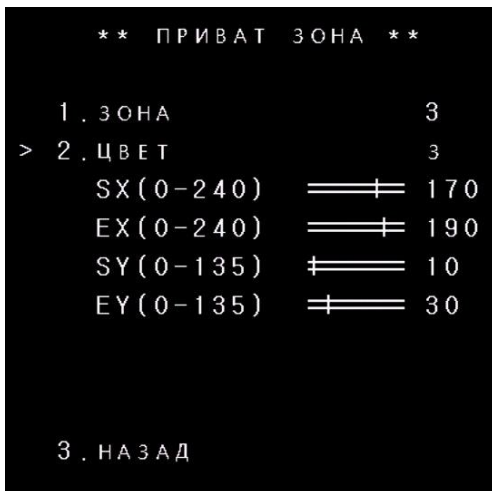 ** ПРИВАТ ЗОНА **
1.ЗОНА 3
> 2.ЦВЕТ 3
SX(0-240) 170
EX(0-240) 190
SY(0-135) 10
EY(0-135) 30
3.НАЗАД